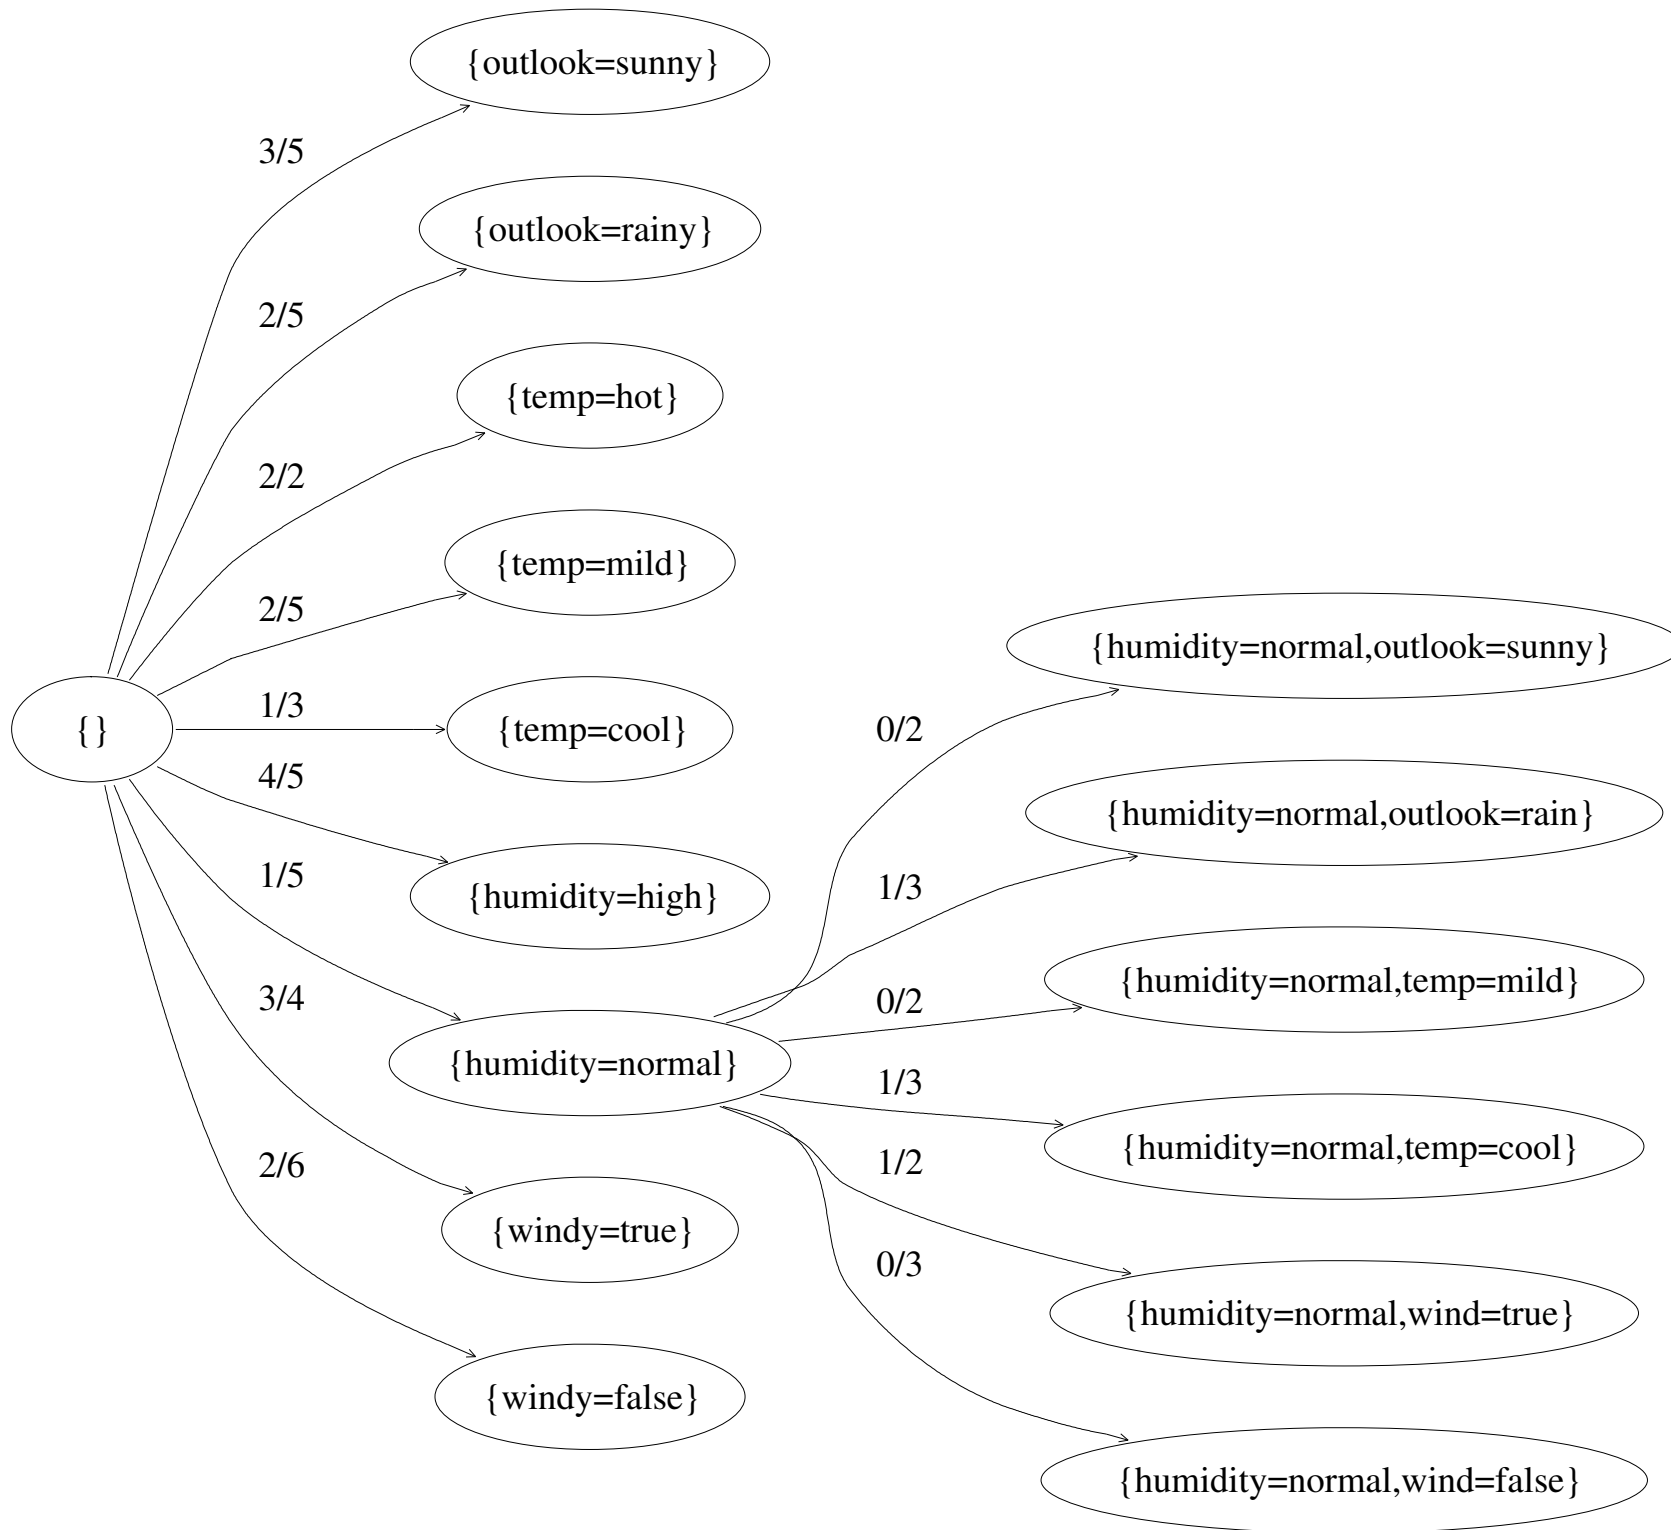 {outlook=sunny}
3/5
{outlook=rainy}
2/5
{temp=hot}
2/2
{temp=mild}
2/5
{humidity=normal,outlook=sunny}
1/3
{}
{temp=cool}
0/2
4/5
{humidity=normal,outlook=rain}
1/5
{humidity=high}
1/3
{humidity=normal,temp=mild}
3/4
0/2
{humidity=normal}
1/3
{humidity=normal,temp=cool}
2/6
1/2
{windy=true}
0/3
{humidity=normal,wind=true}
{windy=false}
{humidity=normal,wind=false}